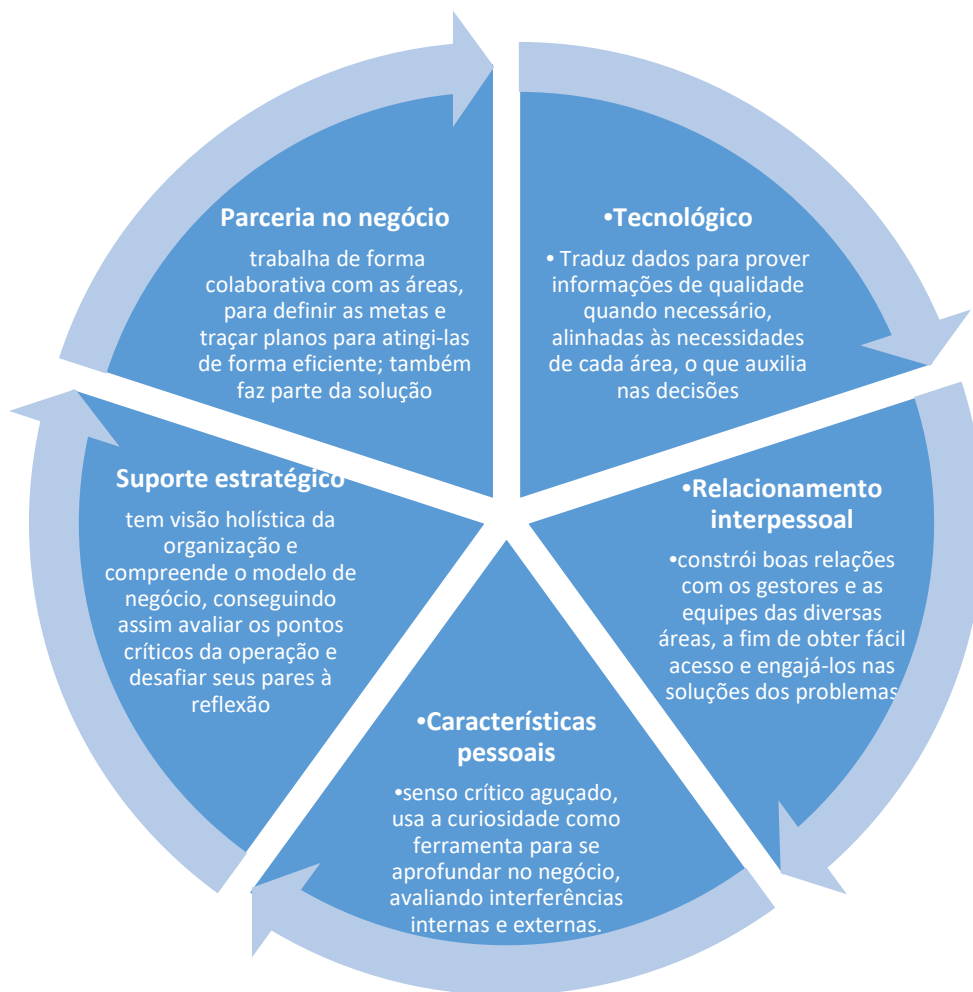 Parceria no negócio
trabalha de forma
colaborativa com as áreas,
para definir as metas e
traçar planos para atingi-las
de forma eficiente; também
faz parte da solução
•Tecnológico
• Traduz dados para prover
informações de qualidade
quando necessário,
alinhadas às necessidades
de cada área, o que auxilia
nas decisões
•Relacionamento
interpessoal
•constrói boas relações
com os gestores e as
equipes das diversas
áreas, a fim de obter fácil
acesso e engajá-los nas
soluções dos problemas
•Característicás
pessoais
•senso crítico aguçado,
usa a curiosidade como
ferramenta para se
aprofundar no negócio,
avaliando interferências
internas e externas.
Suporte estratégico
tem visão holística da
organização e
compreende o modelo de
negócio, conseguindo
assim avaliar os pontos
críticos da operação e
desafiar seus pares à
reflexão